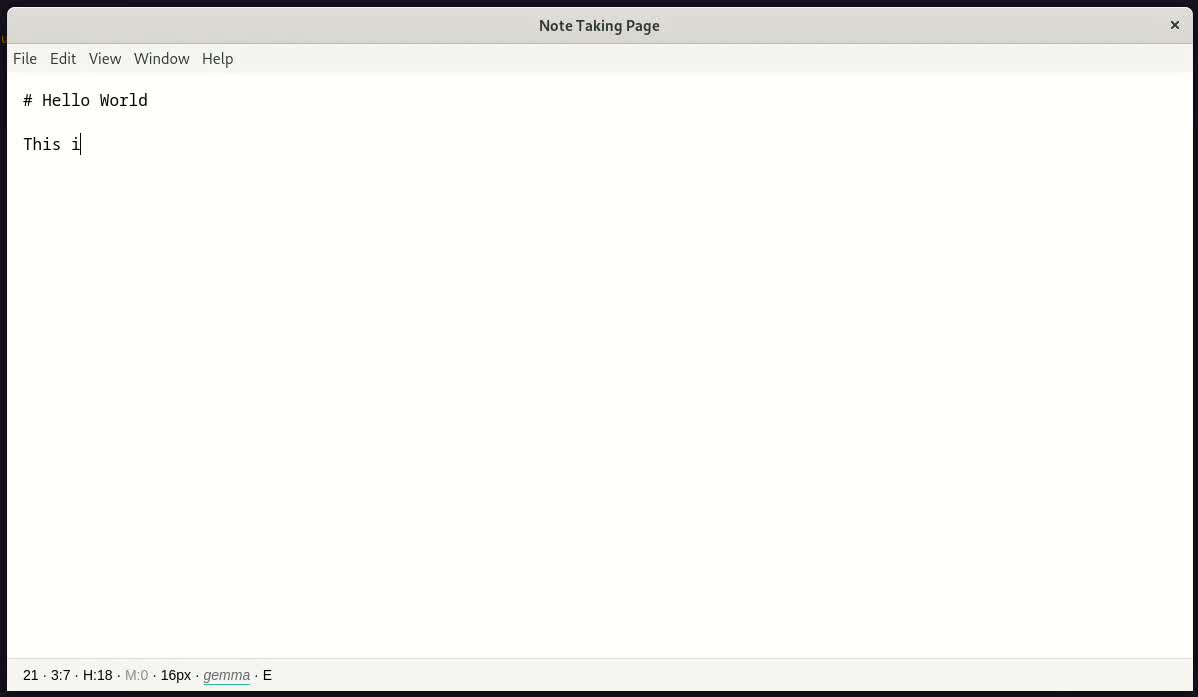 Note Taking Page ×
File Edit View Window Help
# Hello World
This i
21 · 3:7 · H:18 · M:0 · 16px · gemma · E